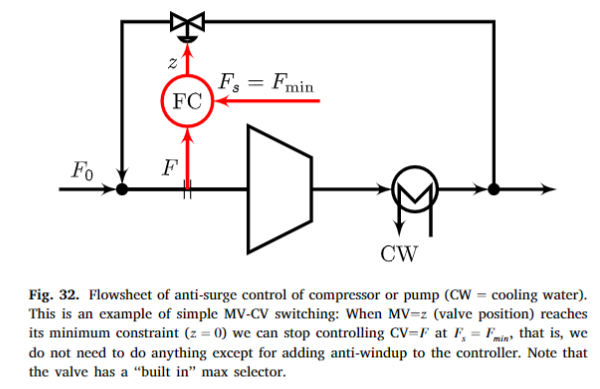 z
F_s = F_min
FC
F_0
F
CW
Fig. 32. Flowsheet of anti-surge control of compressor or pump (CW = cooling water).
This is an example of simple MV-CV switching: When MV=z (valve position) reaches
its minimum constraint (z = 0) we can stop controlling CV=F at F_s = F_min, that is, we
do not need to do anything except for adding anti-windup to the controller. Note that
the valve has a “built in” max selector.